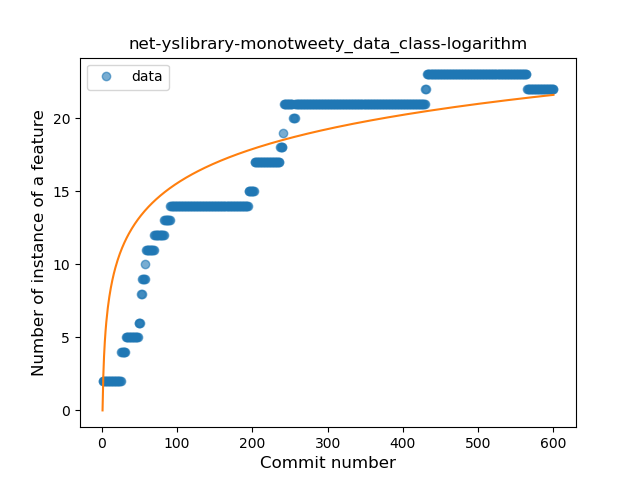 net-yslibrary-monotweety_data_class-logarithm
data
Number of instance of a feature
20
15
10
5
0
0 100 200 300 400 500 600
Commit number